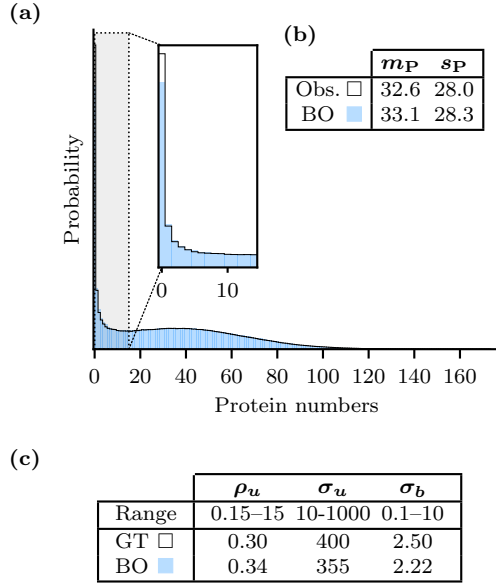 (a)
Probability
0 10
0 20 40 60 80 100 120 140 160
Protein numbers
(b)
m_P s_P
Obs. □ 32.6 28.0
BO 33.1 28.3
(c)
ρ_u σ_u σ_b
Range 0.15–15 10-1000 0.1–10
GT □ 0.30 400 2.50
BO 0.34 355 2.22